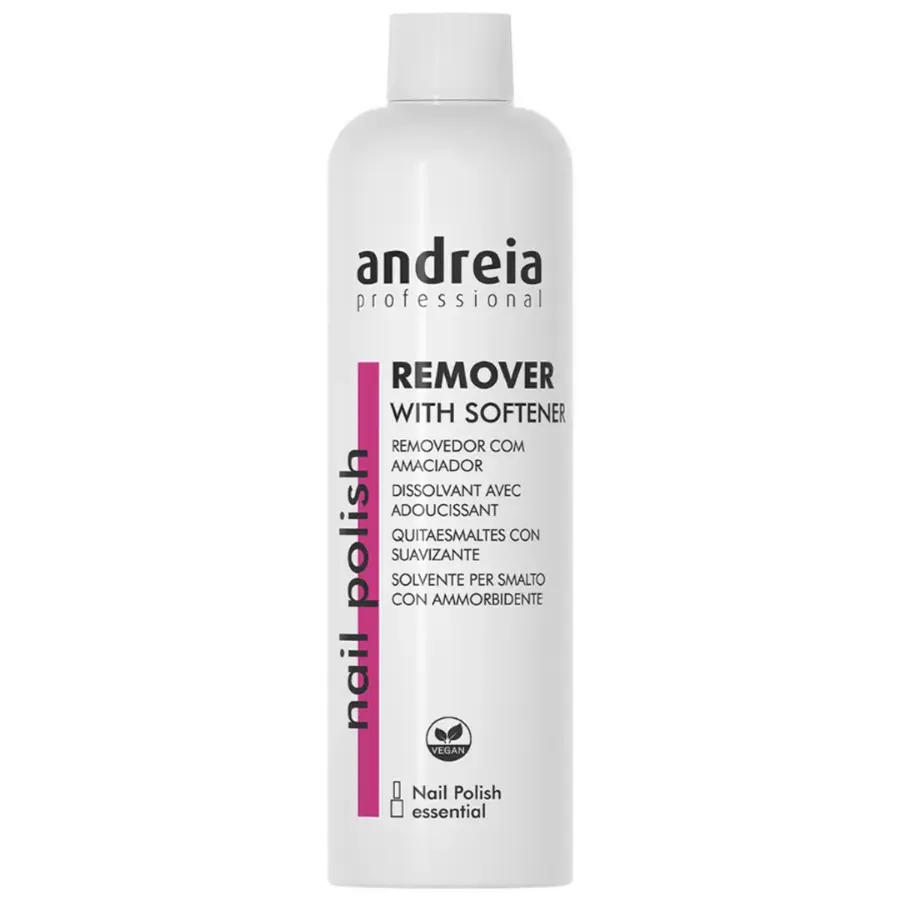 andreia
professional
REMOVER
WITH SOFTENER
REMOVEDOR COM
AMACIADOR
DISSOLVANT AVEC
ADOUCISSANT
QUITAESMALTES CON
SUAVIZANTE
SOLVENTE PER SMALTO
CON AMMORBIDENTE
nail polish
VEGAN
Nail Polish
essential